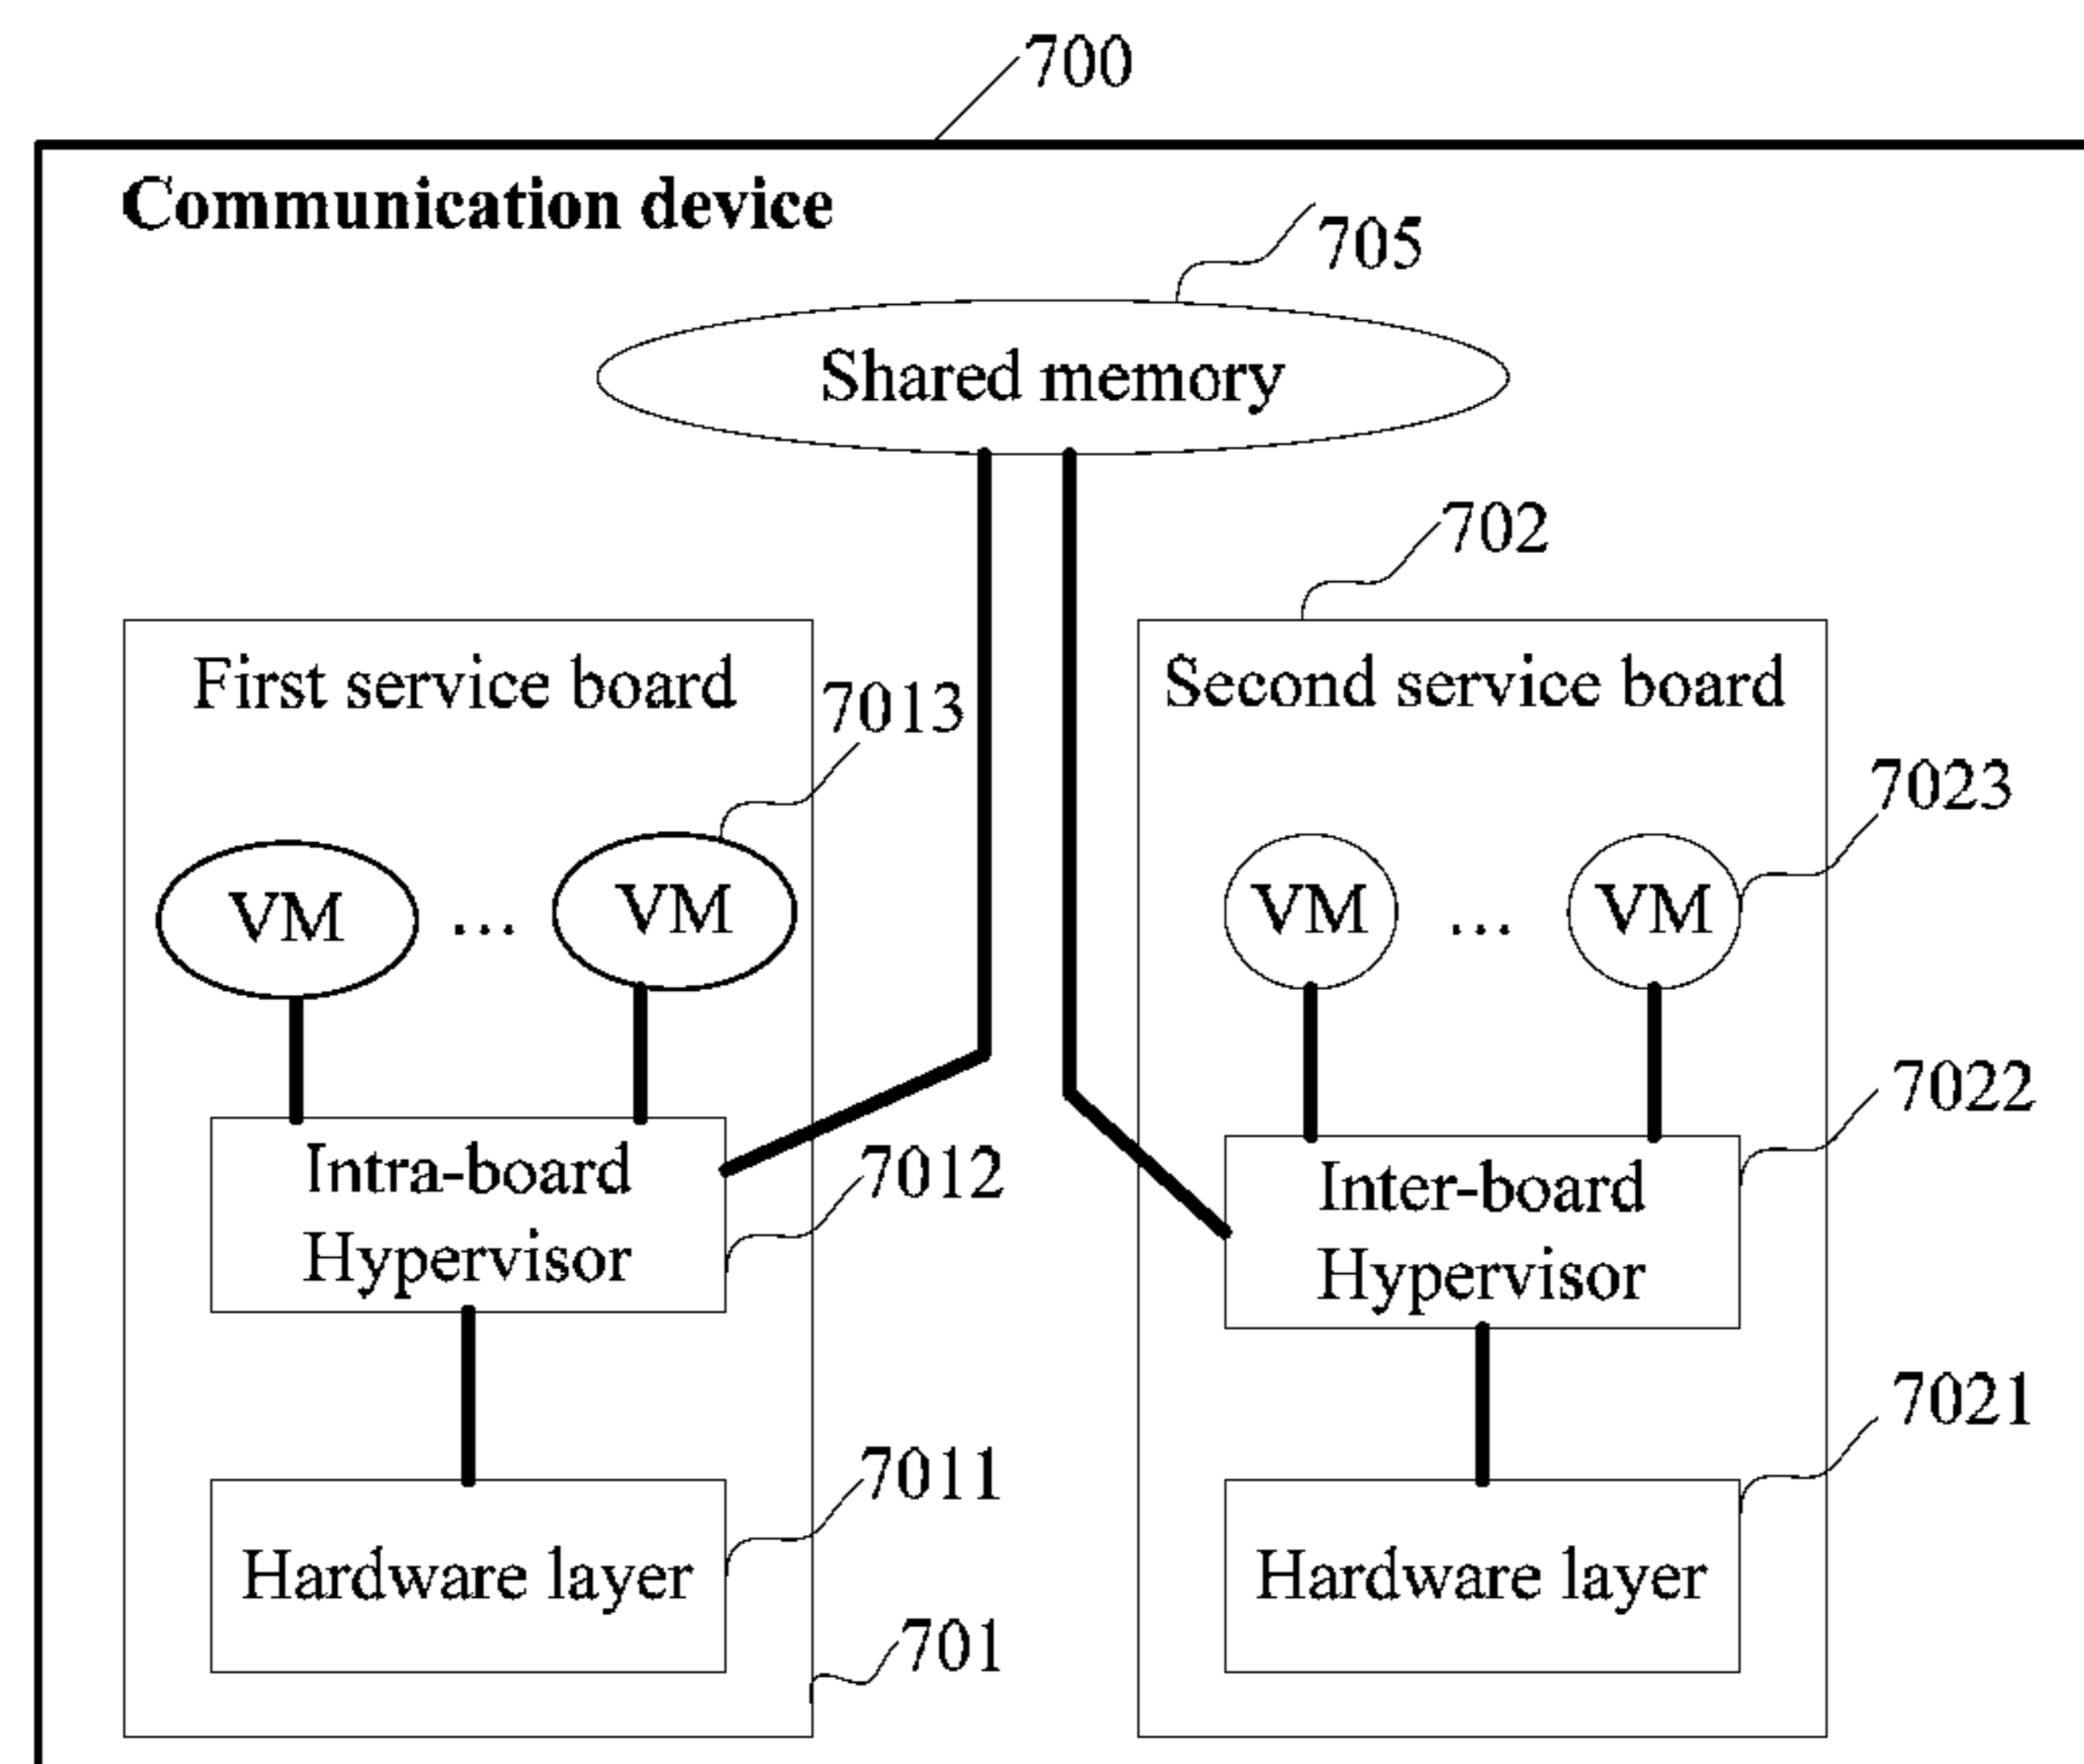 700
Communication device
705
Shared memory
702
First service board
7013
Second service board
7023
VM ... VM
VM ... VM
Intra-board
Hypervisor
7012
7022
Inter-board
Hypervisor
7011
7021
Hardware layer
Hardware layer
701